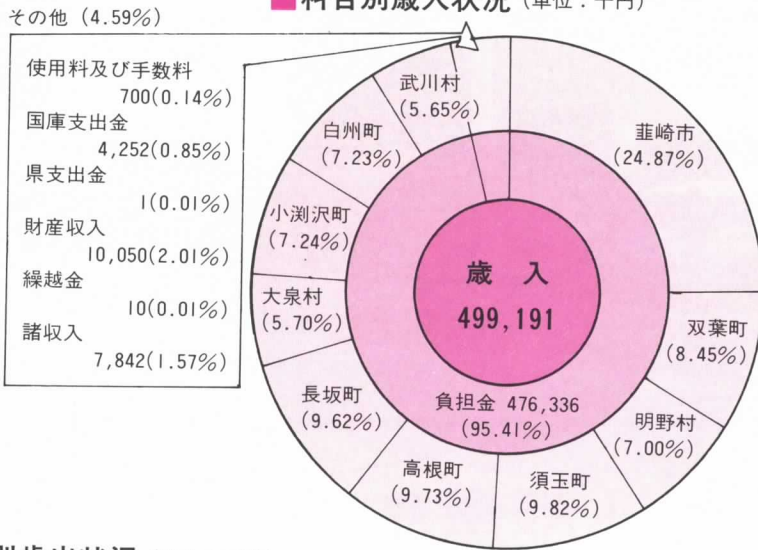 ■科目別歳入状況（単位：千円）
その他（4.59%）
使用料及び手数料
700(0.14%)
国庫支出金
4,252(0.85%)
県支出金
1(0.01%)
財産収入
10,050(2.01%)
繰越金
10(0.01%)
諸収入
7,842(1.57%)
武川村
(5.65%)
韮崎市
(24.87%)
白州町
(7.23%)
小渕沢町
(7.24%)
大泉村
(5.70%)
歳入
499,191
双葉町
(8.45%)
負担金 476,336
(95.41%)
長坂町
(9.62%)
明野村
(7.00%)
高根町
(9.73%)
須玉町
(9.82%)